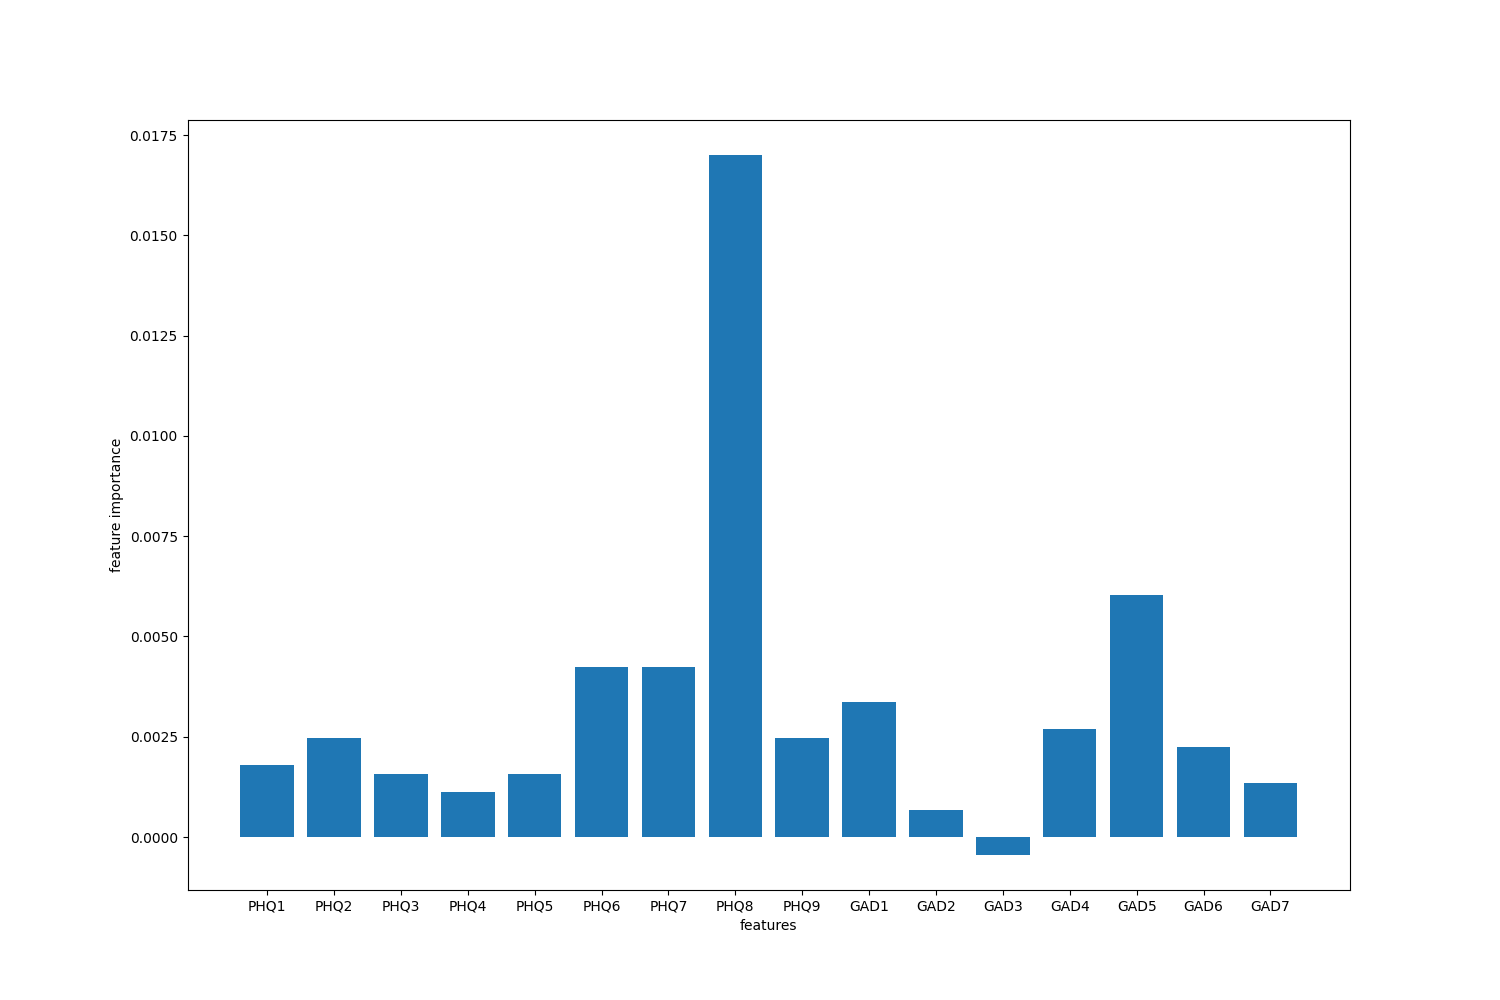 0.0175
0.0150
0.0125
0.0100
0.0075
0.0050
0.0025
0.0000
feature importance
PHQ1 PHQ2 PHQ3 PHQ4 PHQ5 PHQ6 PHQ7 PHQ8 PHQ9 GAD1 GAD2 GAD3 GAD4 GAD5 GAD6 GAD7
features